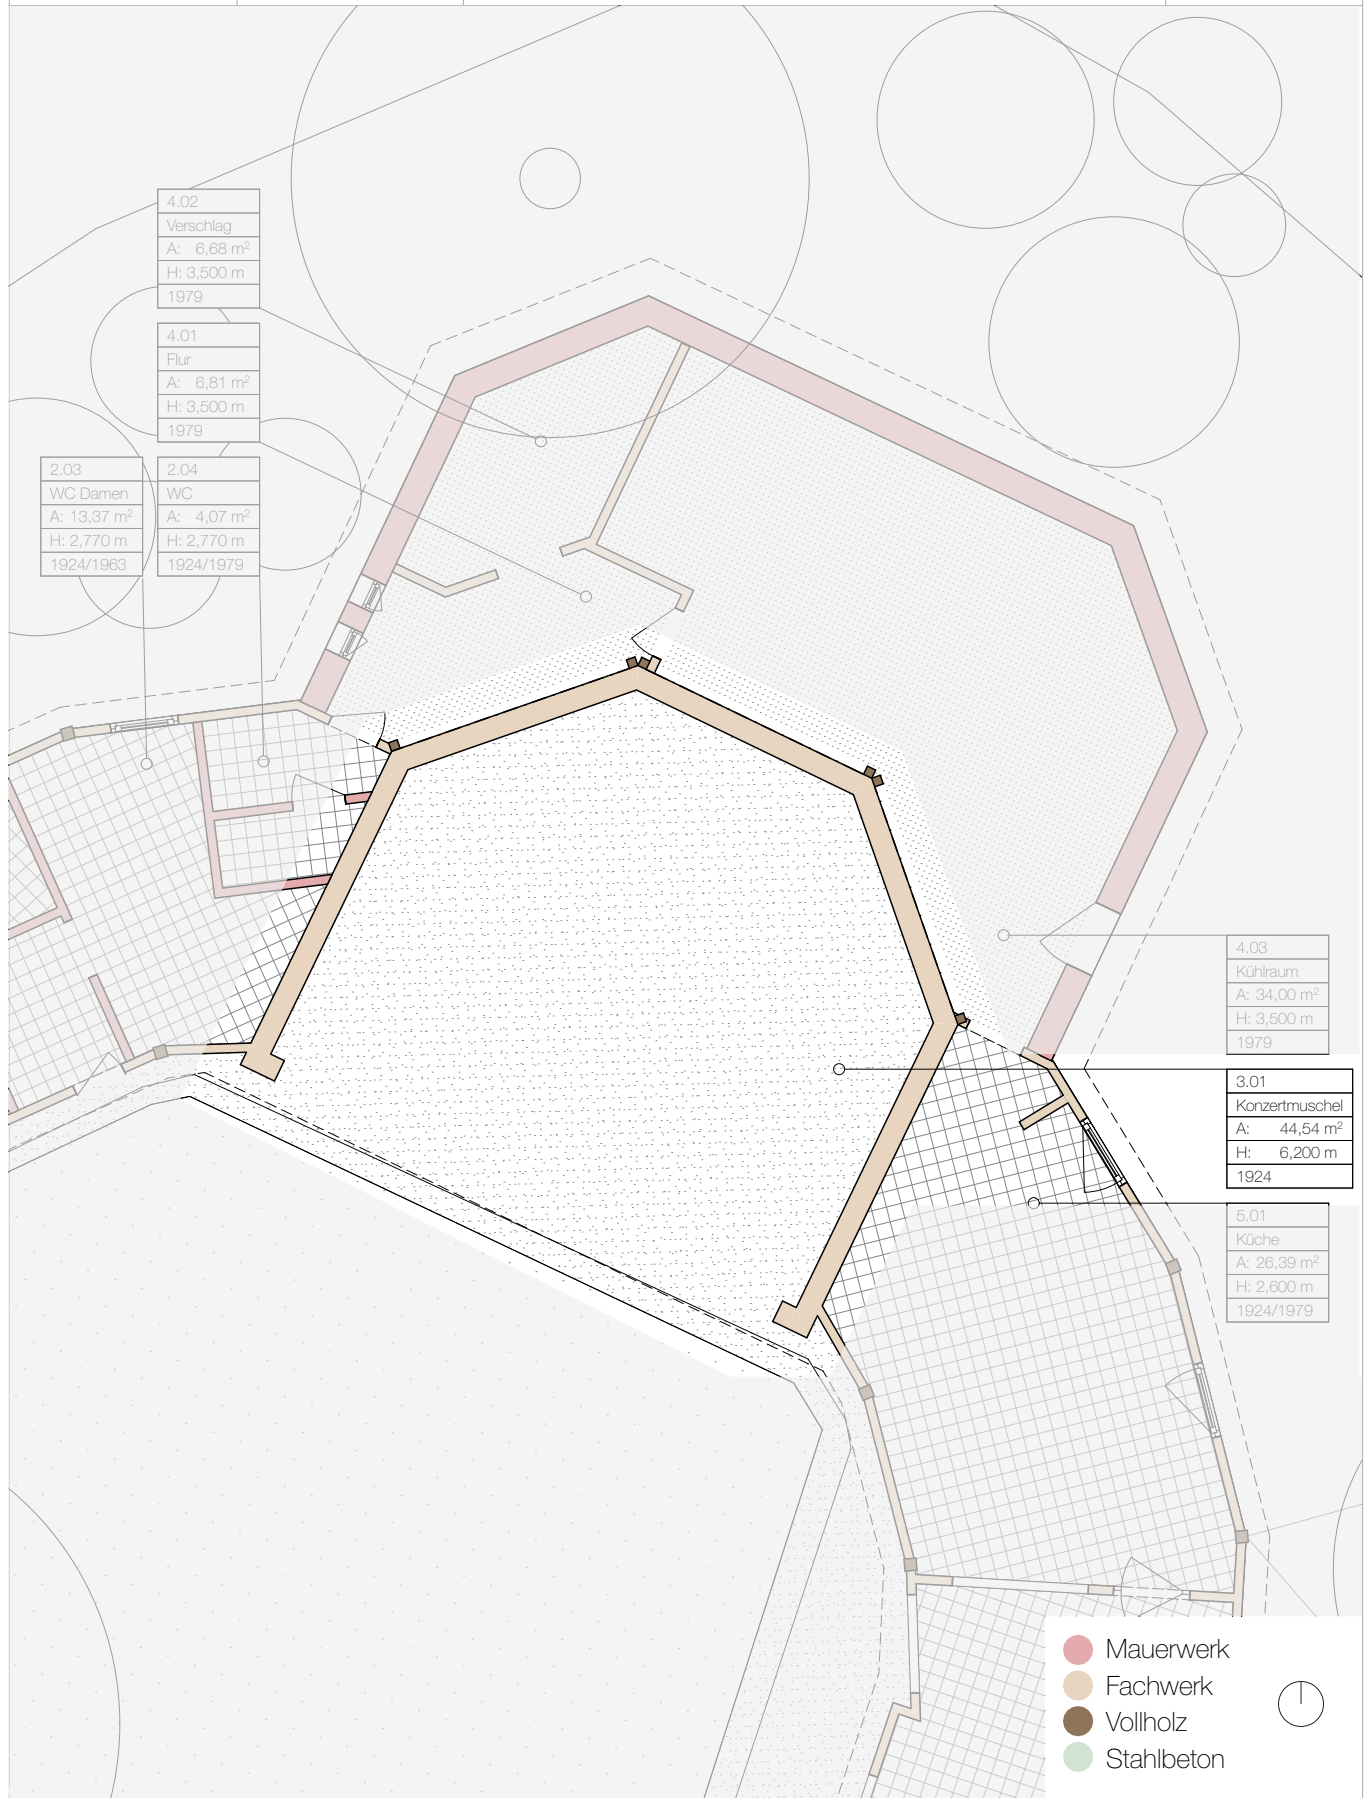 4.02
Verschlag
A: 6,68 m²
H: 3,500 m
1979
4.01
Flur
A: 6,81 m²
H: 3,500 m
1979
2.03
WC Damen
A: 13,37 m²
H: 2,770 m
1924/1963
2.04
WC
A: 4,07 m²
H: 2,770 m
1924/1979
4.03
Kühlraum
A: 34,00 m²
H: 3,500 m
1979
3.01
Konzertmuschel
A: 44,54 m²
H: 6,200 m
1924
5.01
Küche
A: 26,39 m²
H: 2,600 m
1924/1979
Mauerwerk
Fachwerk
Vollholz
Stahlbeton